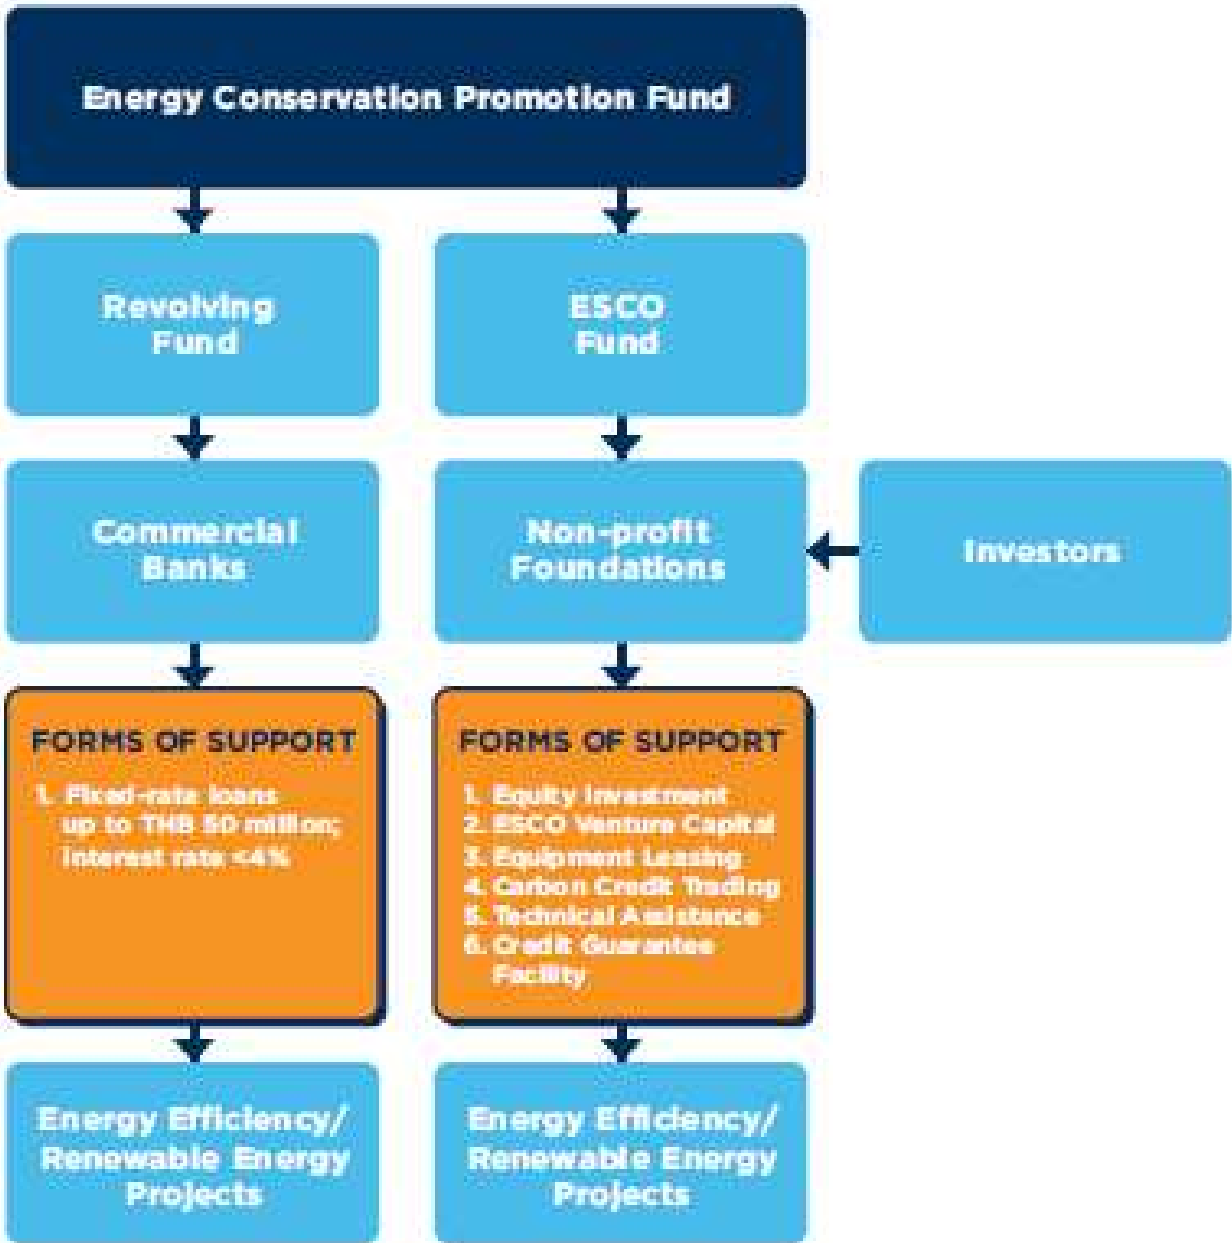 Energy Conservation Promotion Fund
Revolving
Fund
ESCO
Fund
Commercial
Banks
Non-profit
Foundations
Investors
FORMS OF SUPPORT
1. Fixed-rate loans
up to THB 50 million;
interest rate <4%
FORMS OF SUPPORT
1. Equity Investment
2. ESCO Venture Capital
3. Equipment Leasing
4. Carbon Credit Trading
5. Technical Assistance
6. Credit Guarantee
Facility
Energy Efficiency/
Renewable Energy
Projects
Energy Efficiency/
Renewable Energy
Projects